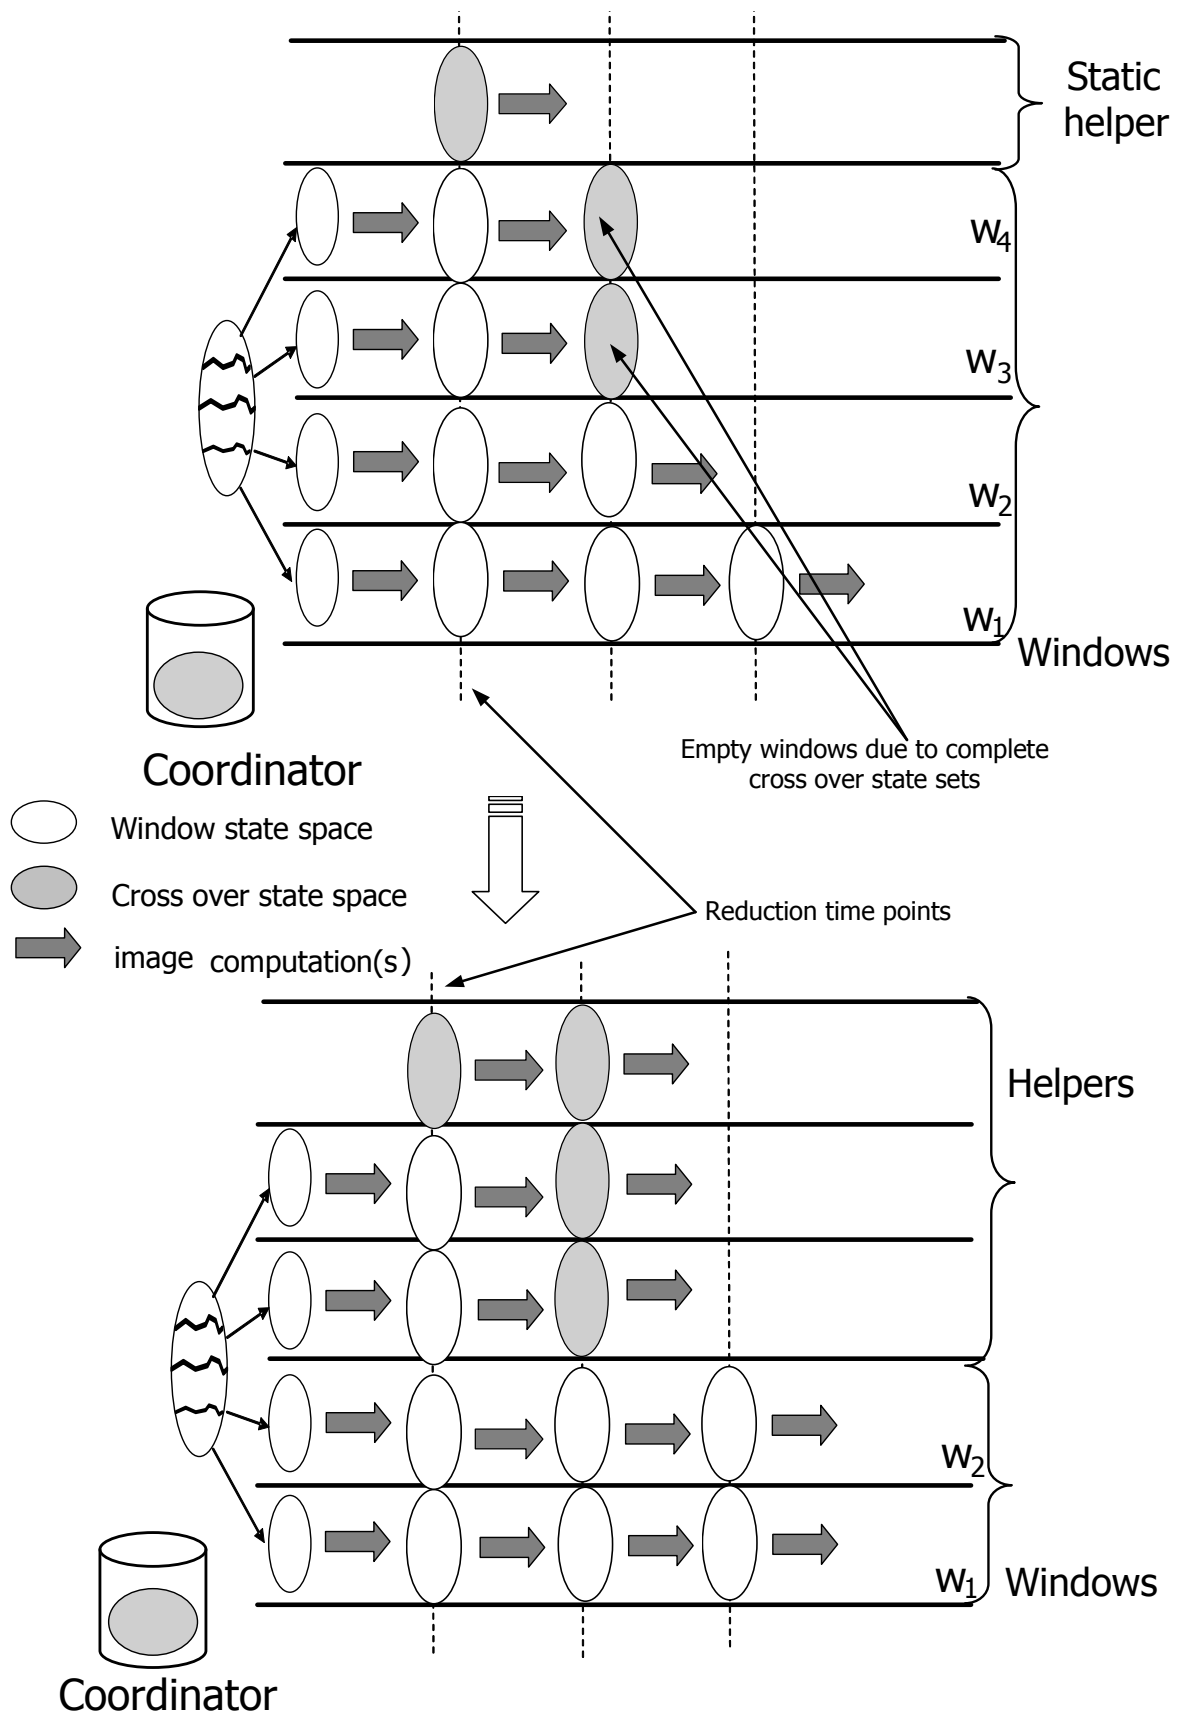 Static
helper
W4
W3
W2
W1
Windows
Empty windows due to complete
cross over state sets
Coordinator
Window state space
Cross over state space
Reduction time points
image computation(s)
Helpers
W2
W1 Windows
Coordinator